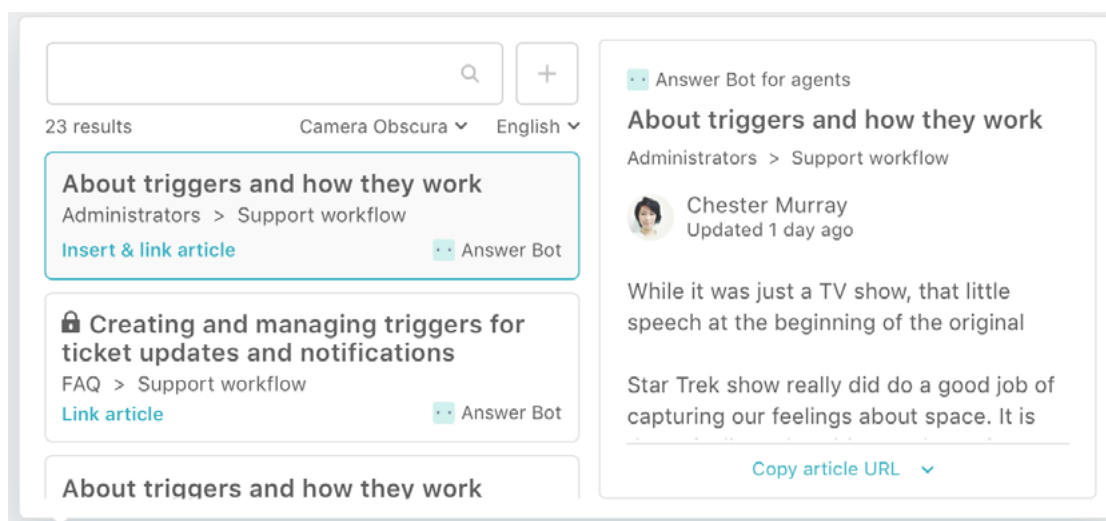 23 results
Camera Obscura
English
About triggers and how they work
Administrators > Support workflow
Insert & link article
Answer Bot
Creating and managing triggers for
ticket updates and notifications
FAQ > Support workflow
Link article
Answer Bot
About triggers and how they work
Answer Bot for agents
About triggers and how they work
Administrators > Support workflow
Chester Murray
Updated 1 day ago
While it was just a TV show, that little
speech at the beginning of the original
Star Trek show really did do a good job of
capturing our feelings about space. It is
Copy article URL